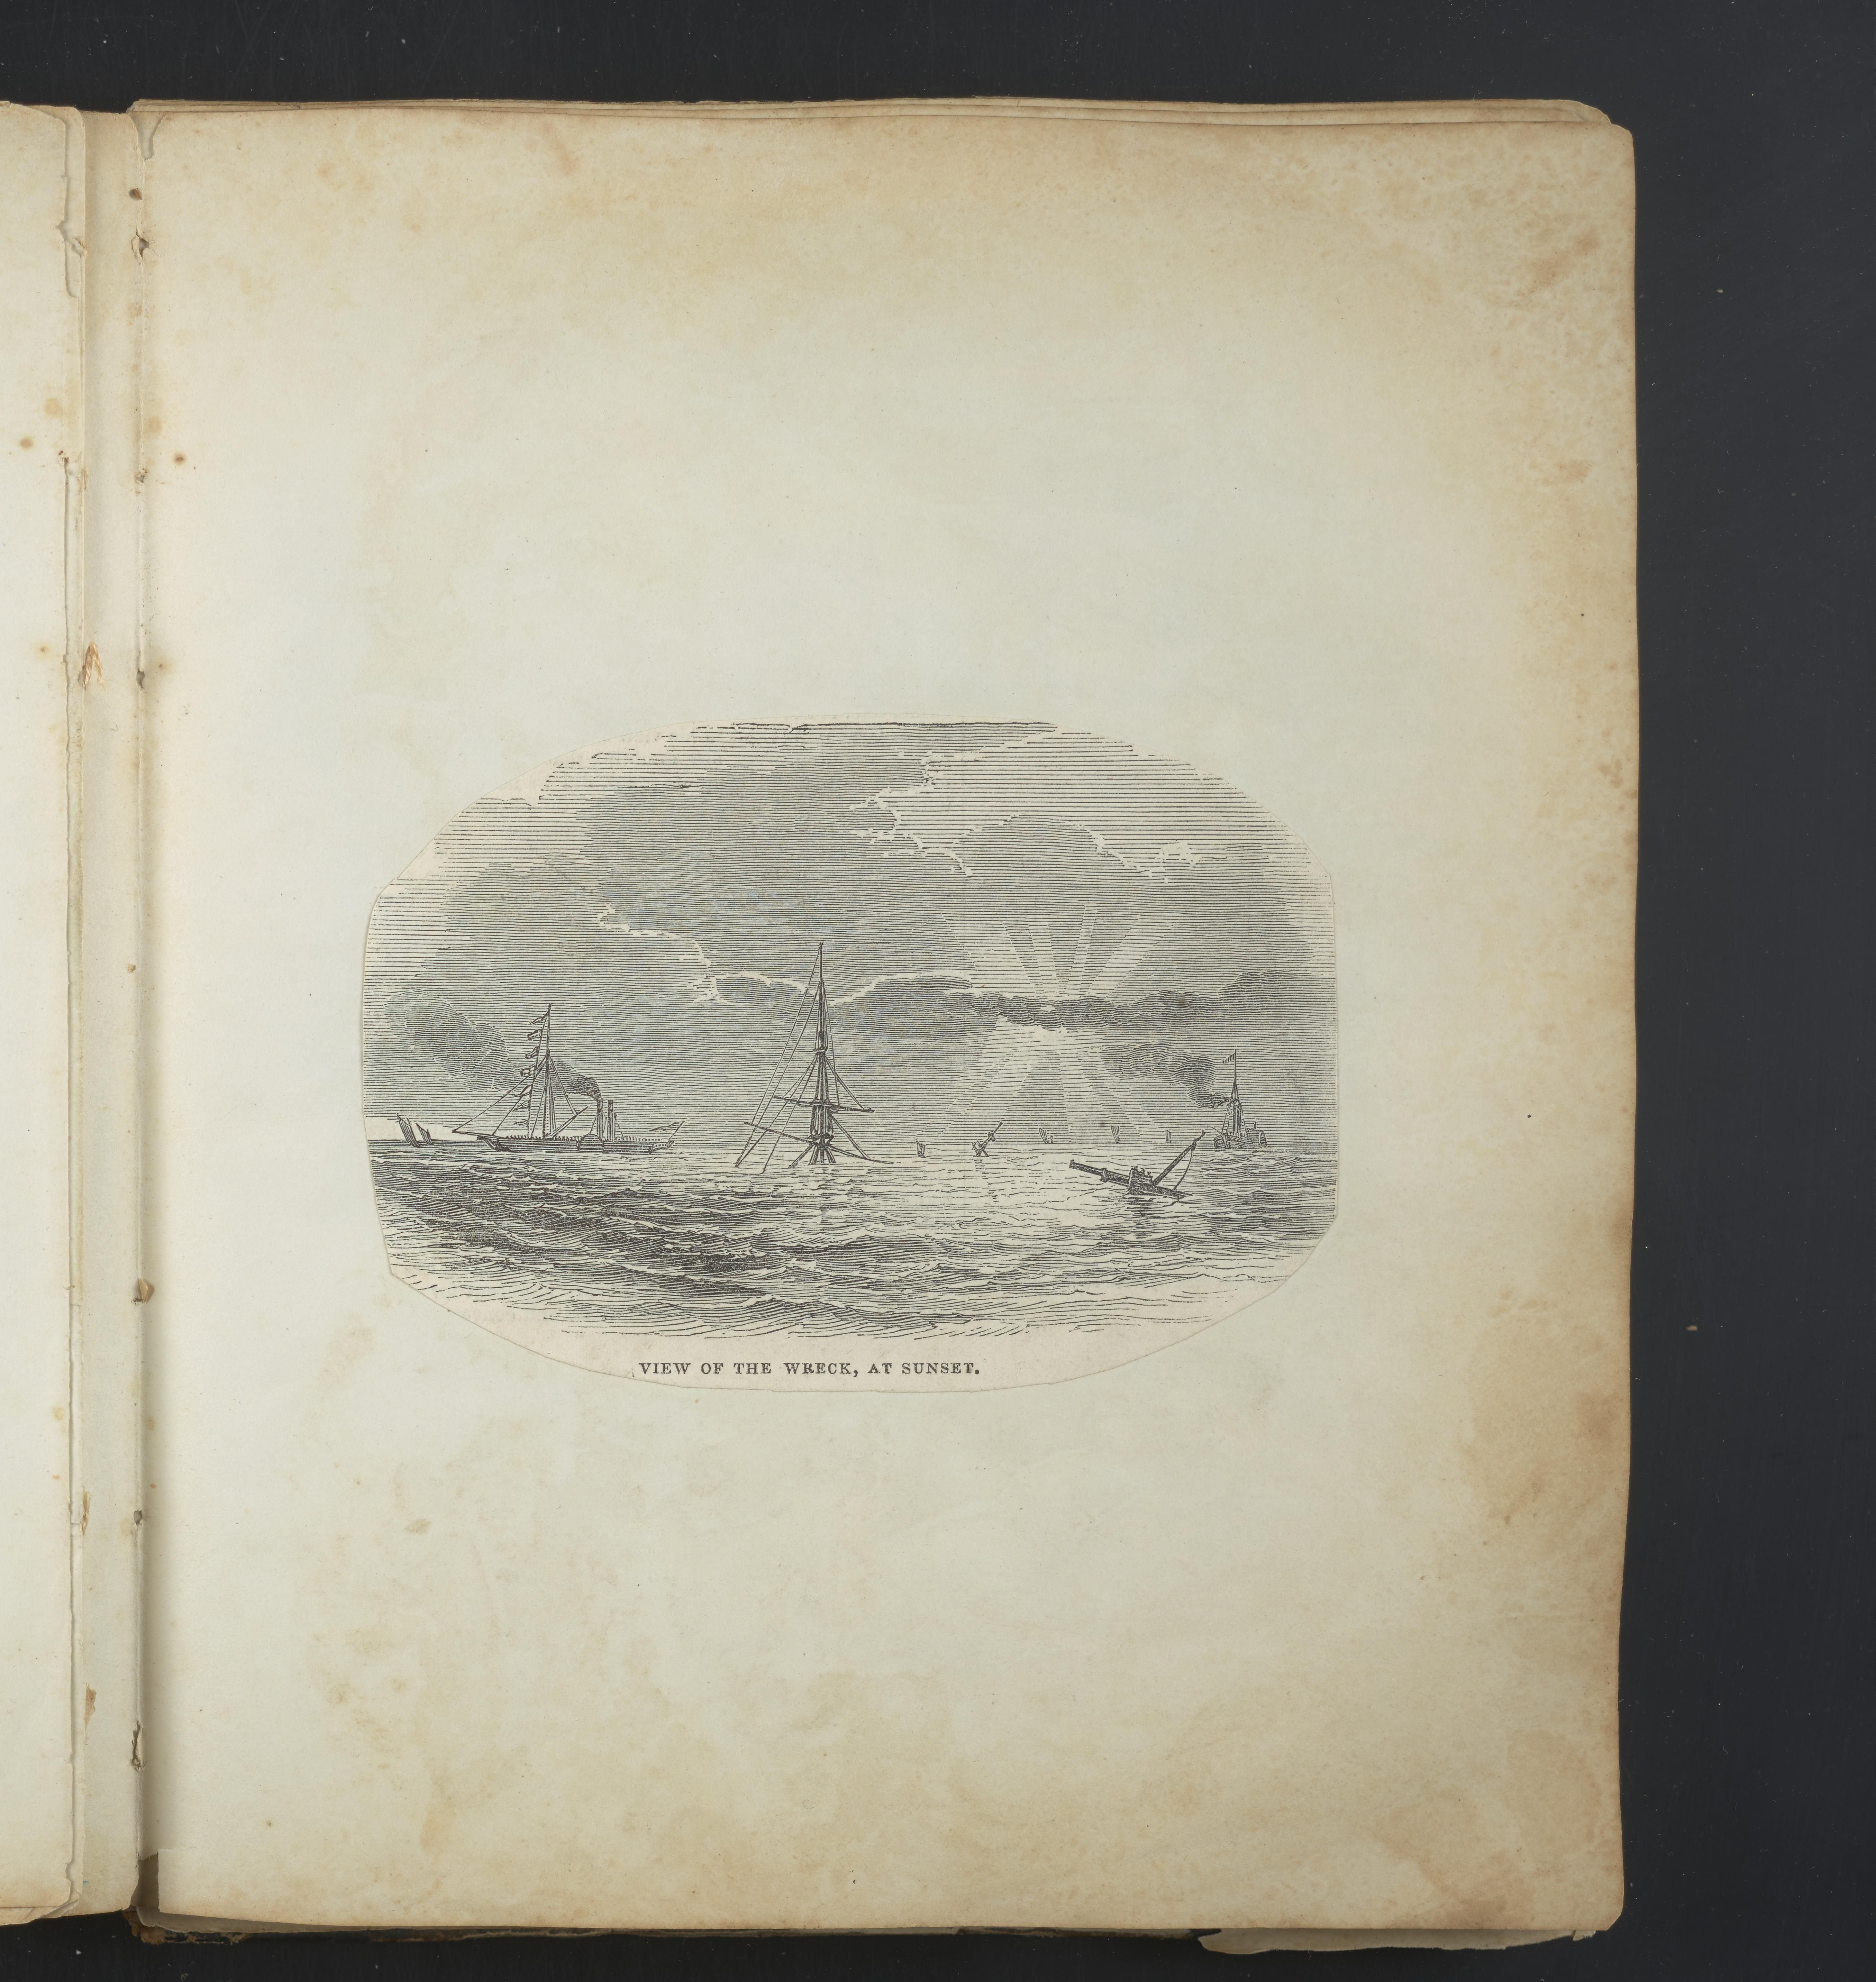 VIEW OF THE WRECK, AT SUNSET.